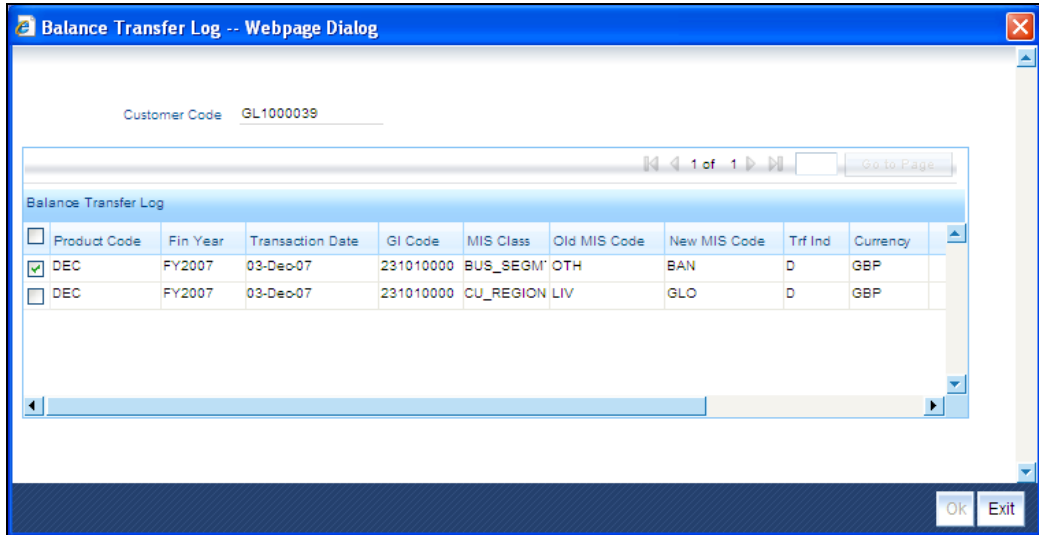 Balance Transfer Log -- Webpage Dialog
Customer Code GL1000039
1 of 1 Go to Page
Balance Transfer Log
Product Code Fin Year Transaction Date Gl Code MIS Class Old MIS Code New MIS Code Trf Ind Currency
DEC FY2007 03-Dec-07 231010000 BUS_SEGM OTH BAN D GBP
DEC FY2007 03-Dec-07 231010000 CU_REGION LIV GLO D GBP
Ok Exit